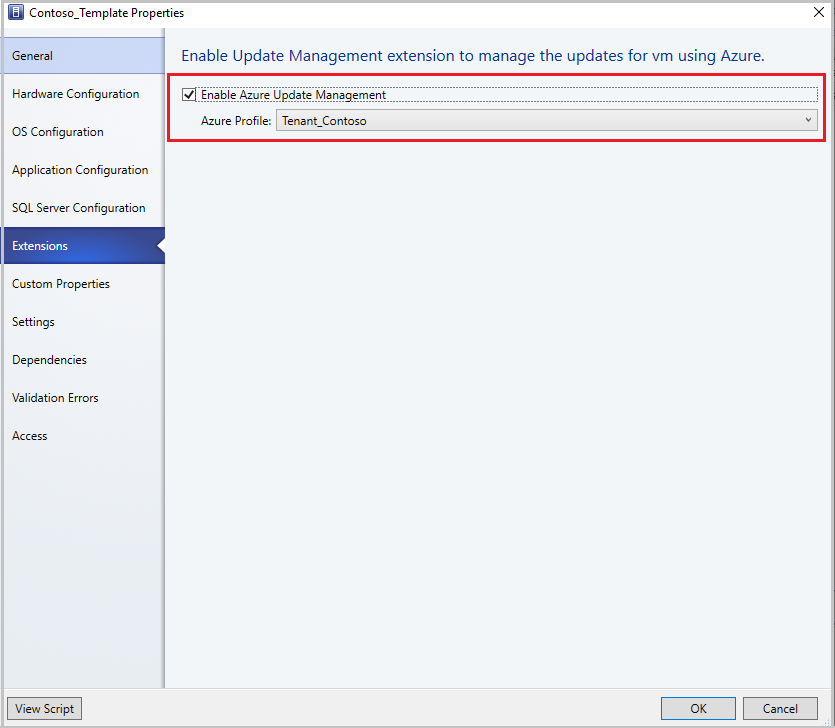 Contoso_Template Properties
General
Hardware Configuration
OS Configuration
Application Configuration
SQL Server Configuration
Extensions
Custom Properties
Settings
Dependencies
Validation Errors
Access
Enable Update Management extension to manage the updates for vm using Azure.
Enable Azure Update Management
Azure Profile: Tenant_Contoso
View Script OK Cancel